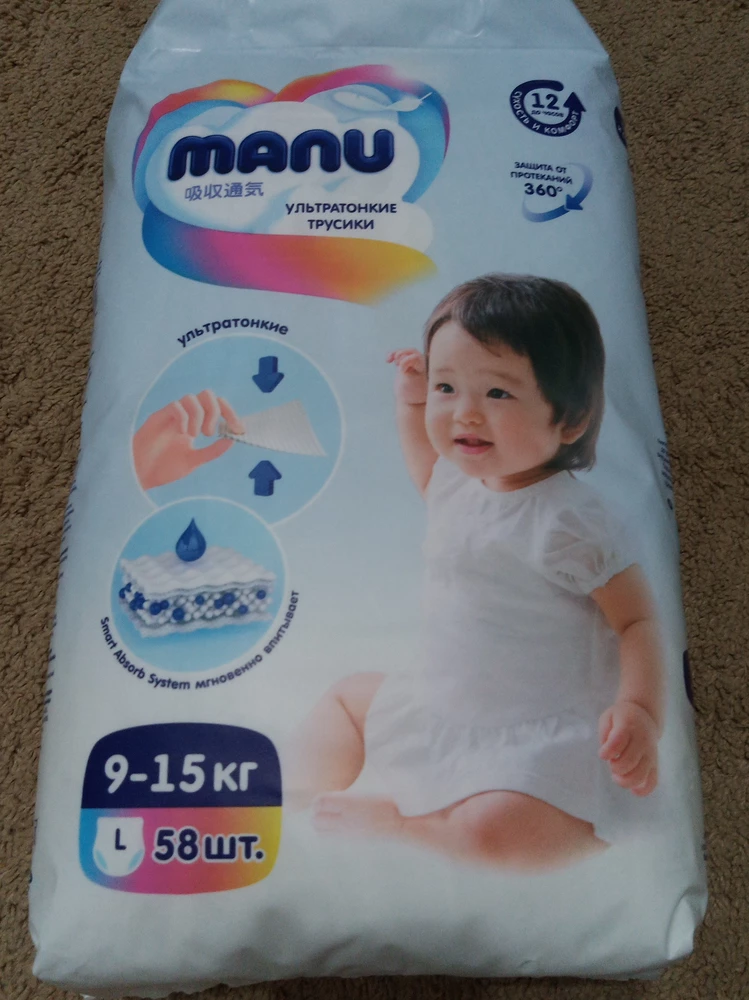 manu
吸収通気
УЛЬТРАТОНКИЕ
ТРУСИКИ
12
ДО ЧАСОВ
СУХОСТЬ И КОМФОРТ
ЗАЩИТА ОТ
ПРОТЕКАНИЙ
360°
ультратонкие
Smart Absorb System мгновенно впитывает
9-15 кг
L
58 шт.